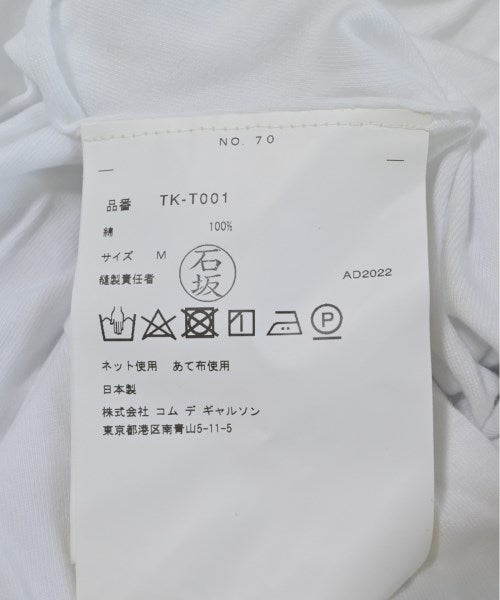 NO. 70
品番 TK-T001
綿 100%
サイズ M
縫製責任者 石坂 AD2022
P
ネット使用 あて布使用
日本製
株式会社 コム デ ギャルソン
東京都港区南青山5-11-5